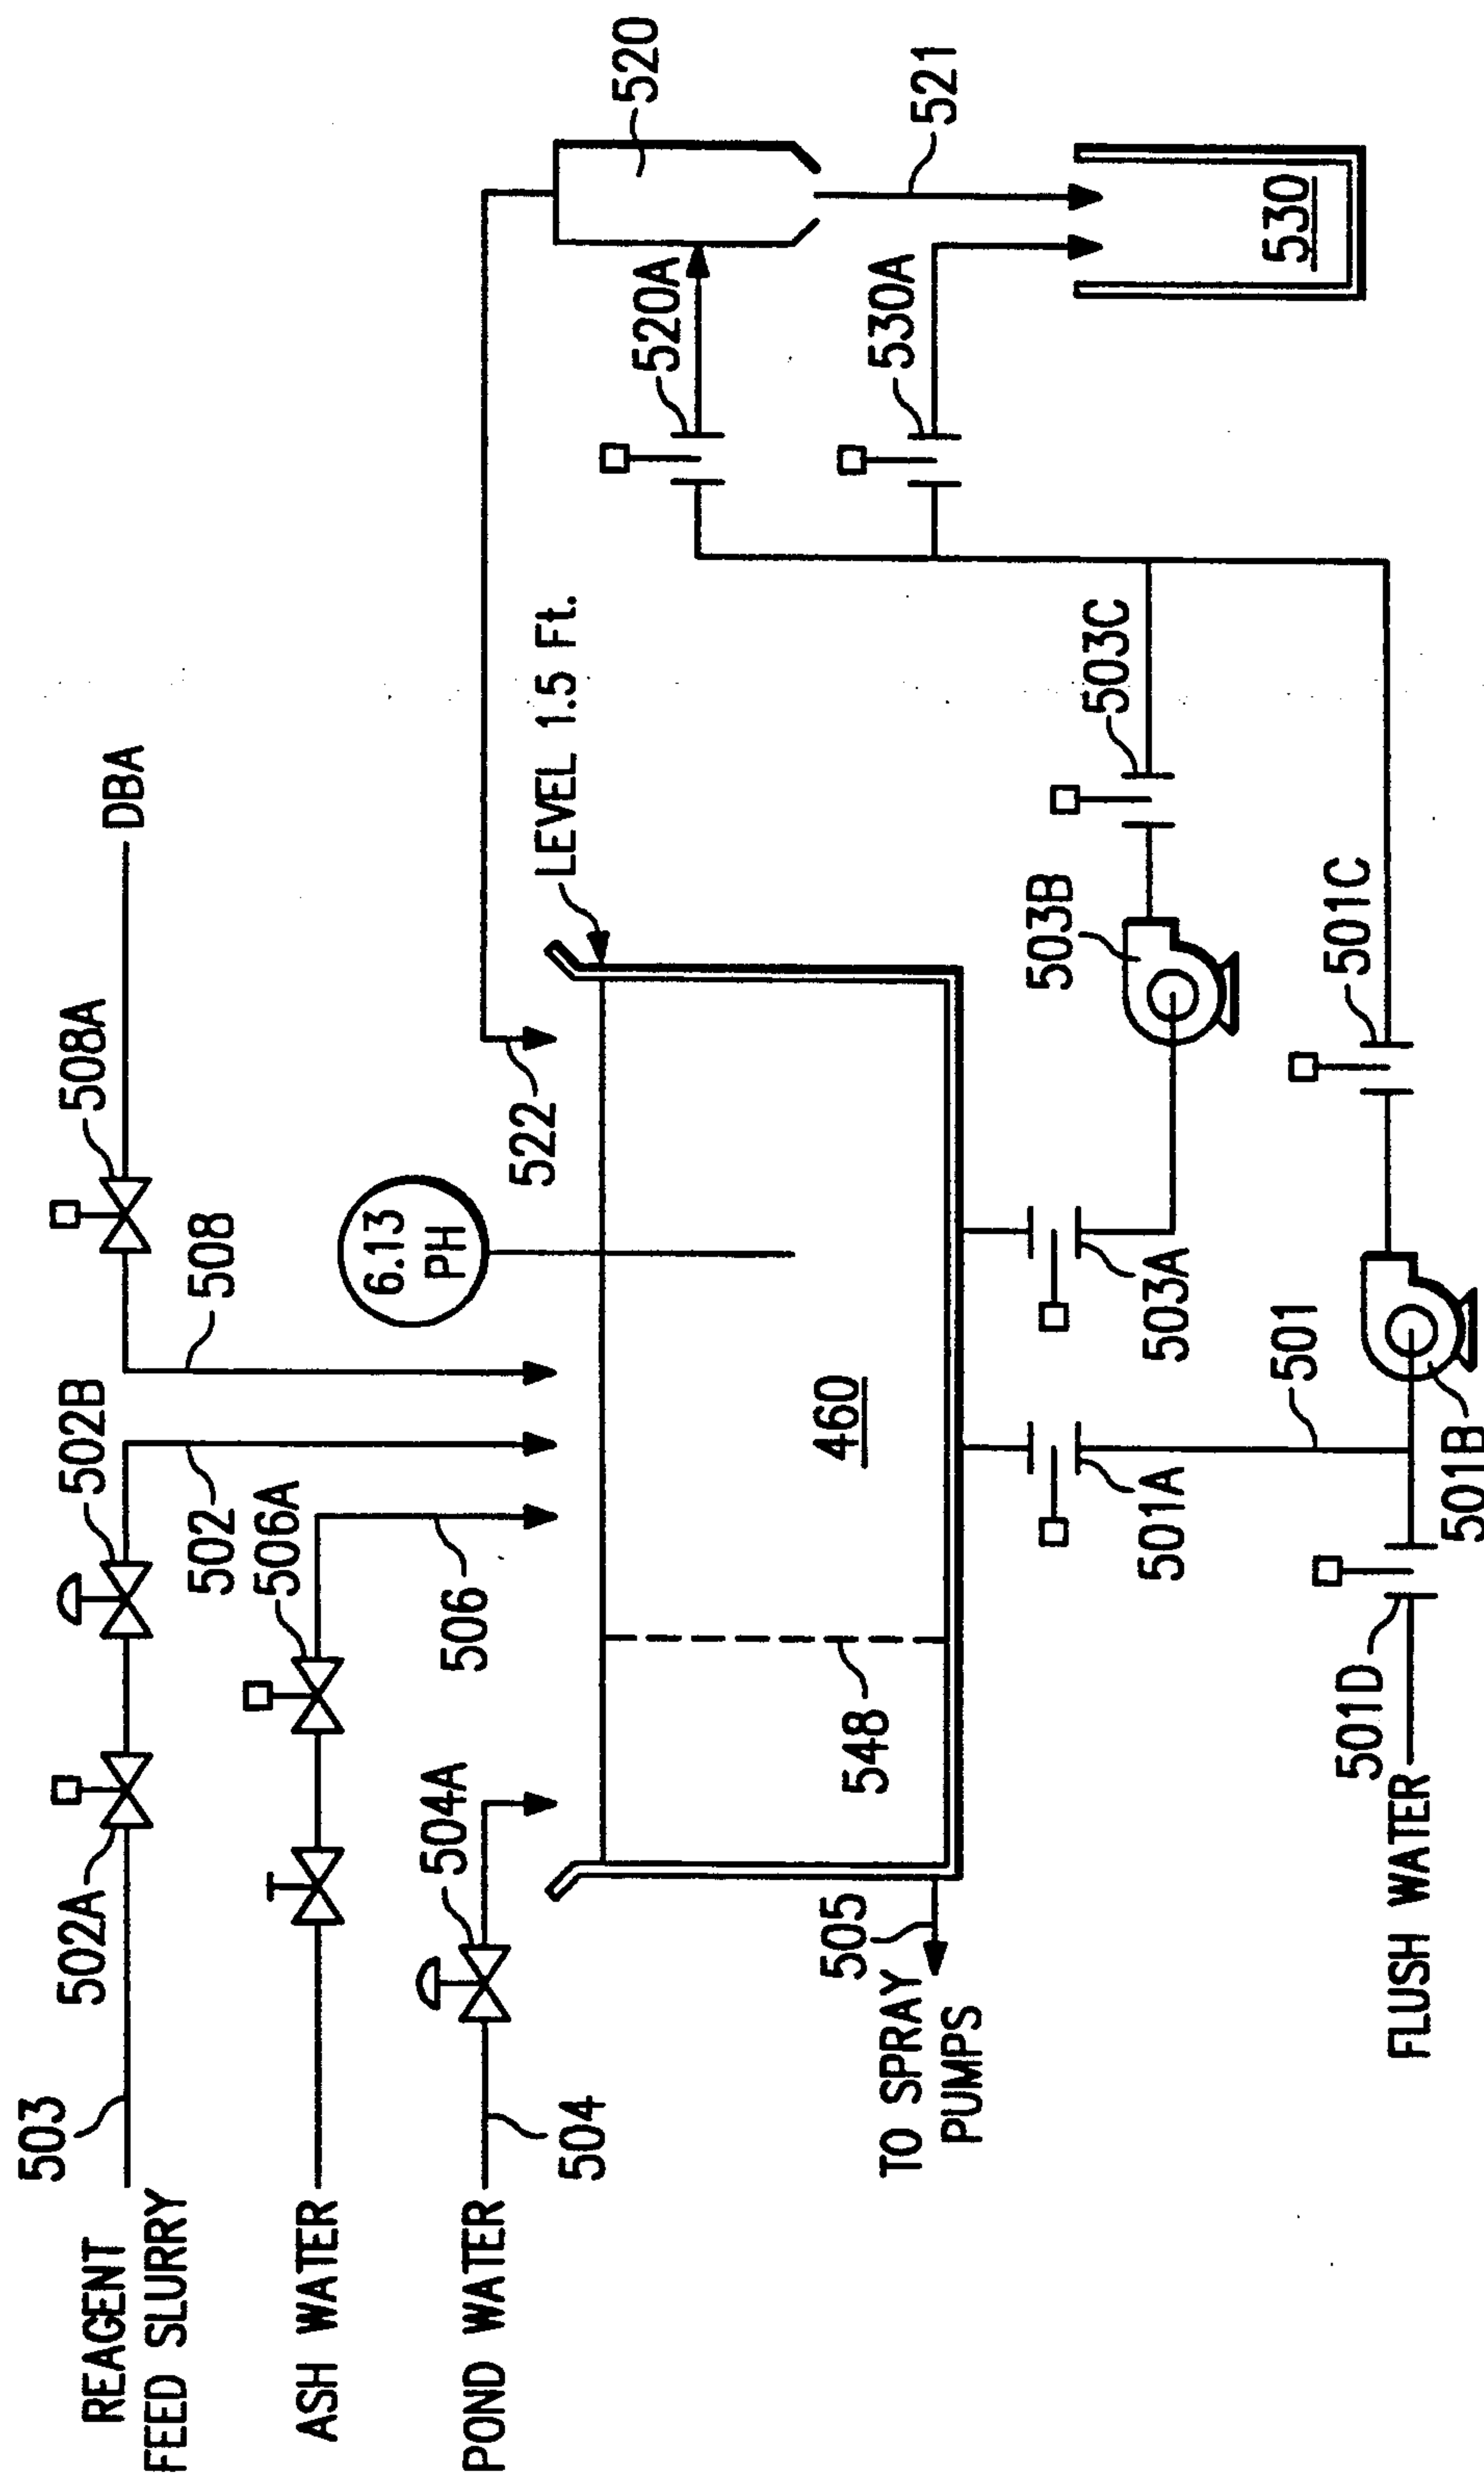 503
REAGENT
FEED SLURRY
502A
502B
508A
DBA
502
508
ASH WATER
506A
506
POND WATER
504
504A
6.13
PH
522
LEVEL 1.5 Ft.
520
520A
521
530A
530
460
548
505
TO SPRAY
PUMPS
501A
503A
503B
503C
501
501B
501C
501D
FLUSH WATER